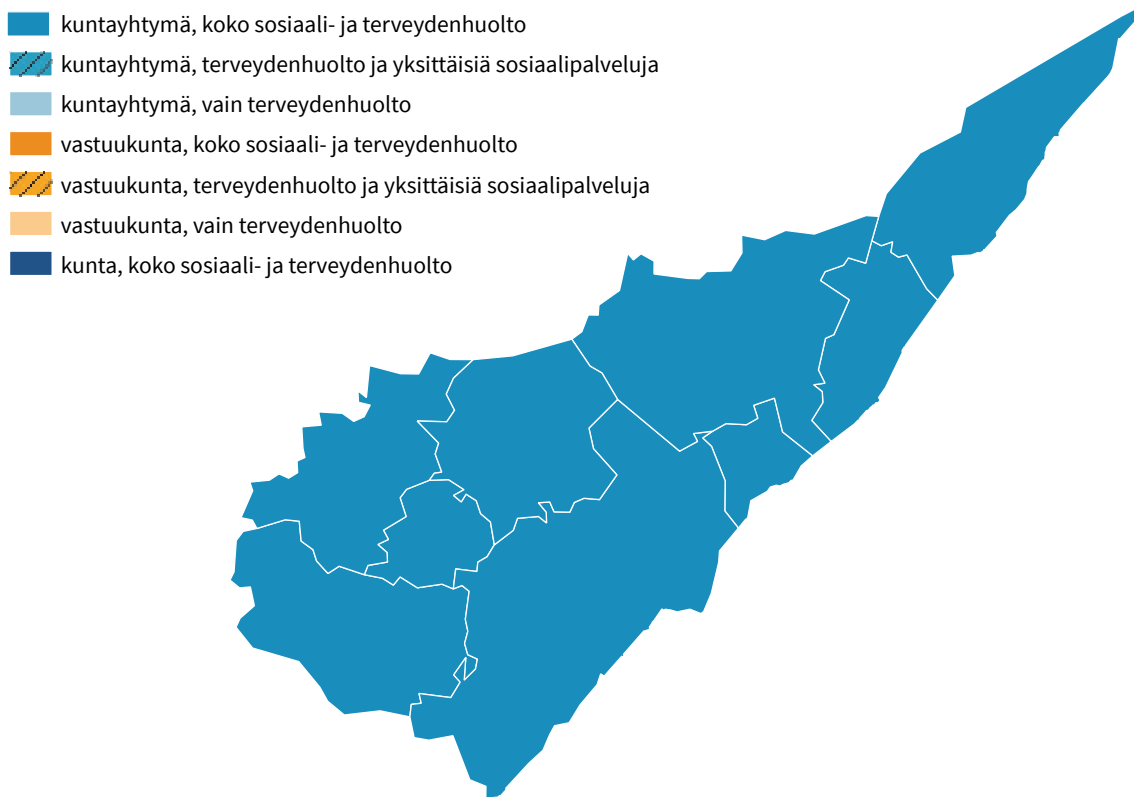 kuntayhtymä, koko sosiaali- ja terveydenhuolto
kuntayhtymä, terveydenhuolto ja yksittäisiä sosiaalipalveluja
kuntayhtymä, vain terveydenhuolto
vastuukunta, koko sosiaali- ja terveydenhuolto
vastuukunta, terveydenhuolto ja yksittäisiä sosiaalipalveluja
vastuukunta, vain terveydenhuolto
kunta, koko sosiaali- ja terveydenhuolto